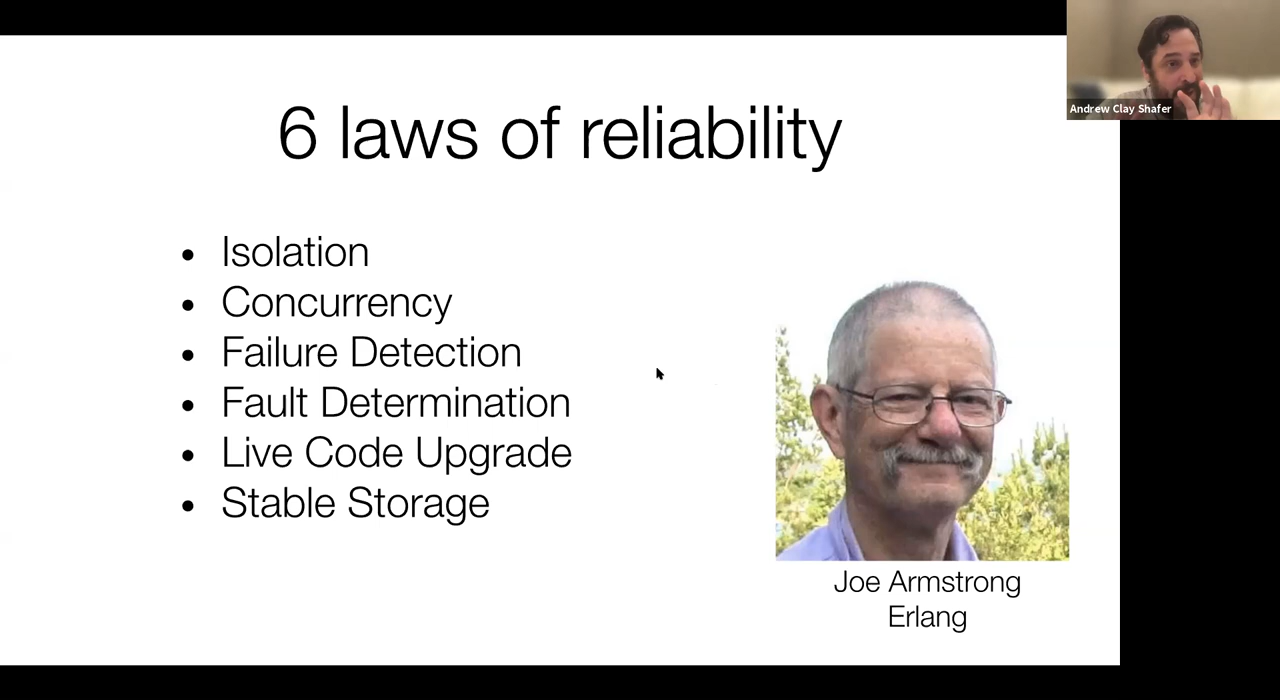 6 laws of reliability
• Isolation
• Concurrency
• Failure Detection
• Fault Determination
• Live Code Upgrade
• Stable Storage
Joe Armstrong
Erlang
Andrew Clay Shafer